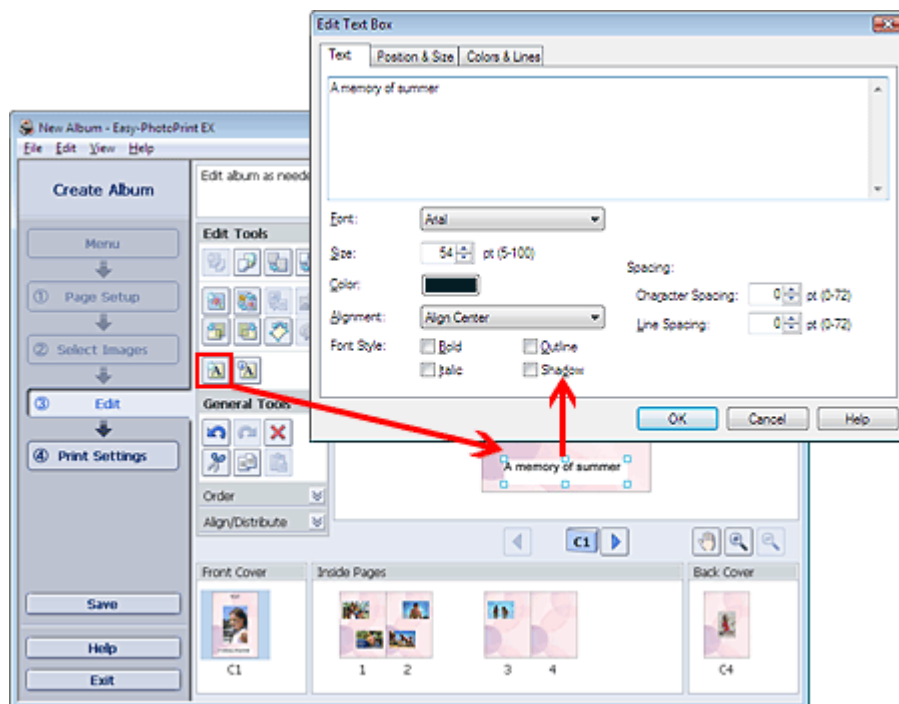 Edit Text Box
Text
Position & Size
Colors & Lines
A memory of summer
Font:
Arial
Size:
54
pt (5-100)
Color:
Alignment:
Align Center
Font Style:
Bold
Outline
Italic
Shadow
Spacing:
Character Spacing:
0
pt (0-72)
Line Spacing:
0
pt (0-72)
OK
Cancel
Help
New Album - Easy-PhotoPrint EX
File Edit View Help
Create Album
Menu
① Page Setup
② Select Images
③ Edit
④ Print Settings
Save
Help
Exit
Edit album as neede
Edit Tools
General Tools
Order
Align/Distribute
A memory of summer
C1
Front Cover
Inside Pages
Back Cover
C1
1
2
3
4
C4